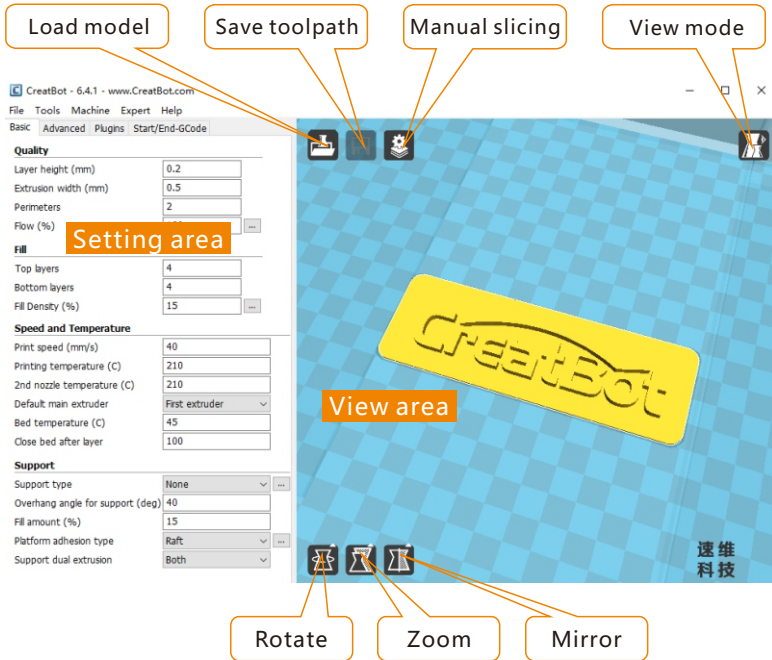 Load model
Save toolpath
Manual slicing
View mode
CreatBot - 6.4.1 - www.CreatBot.com
File Tools Machine Expert Help
Basic Advanced Plugins Start/End-GCode
Quality
Layer height (mm) 0.2
Extrusion width (mm) 0.5
Perimeters 2
Flow (%) ...
Setting area
Fill
Top layers 4
Bottom layers 4
Fill Density (%) 15 ...
Speed and Temperature
Print speed (mm/s) 40
Printing temperature (C) 210
2nd nozzle temperature (C) 210
Default main extruder First extruder
Bed temperature (C) 45
Close bed after layer 100
Support
Support type None ...
Overhang angle for support (deg) 40
Fill amount (%) 15
Platform adhesion type Raft ...
Support dual extrusion Both
CreatBot
View area
速维
科技
Rotate
Zoom
Mirror